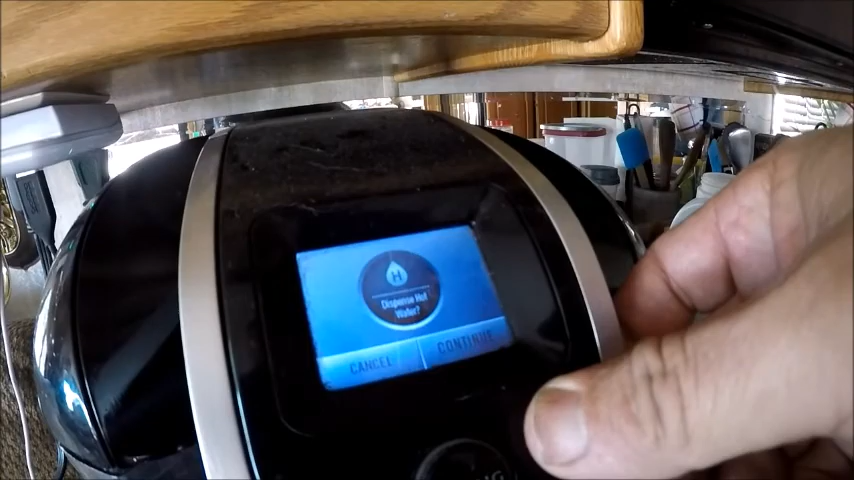 H
Dispense Hot
Water?
CANCEL
CONTINUE